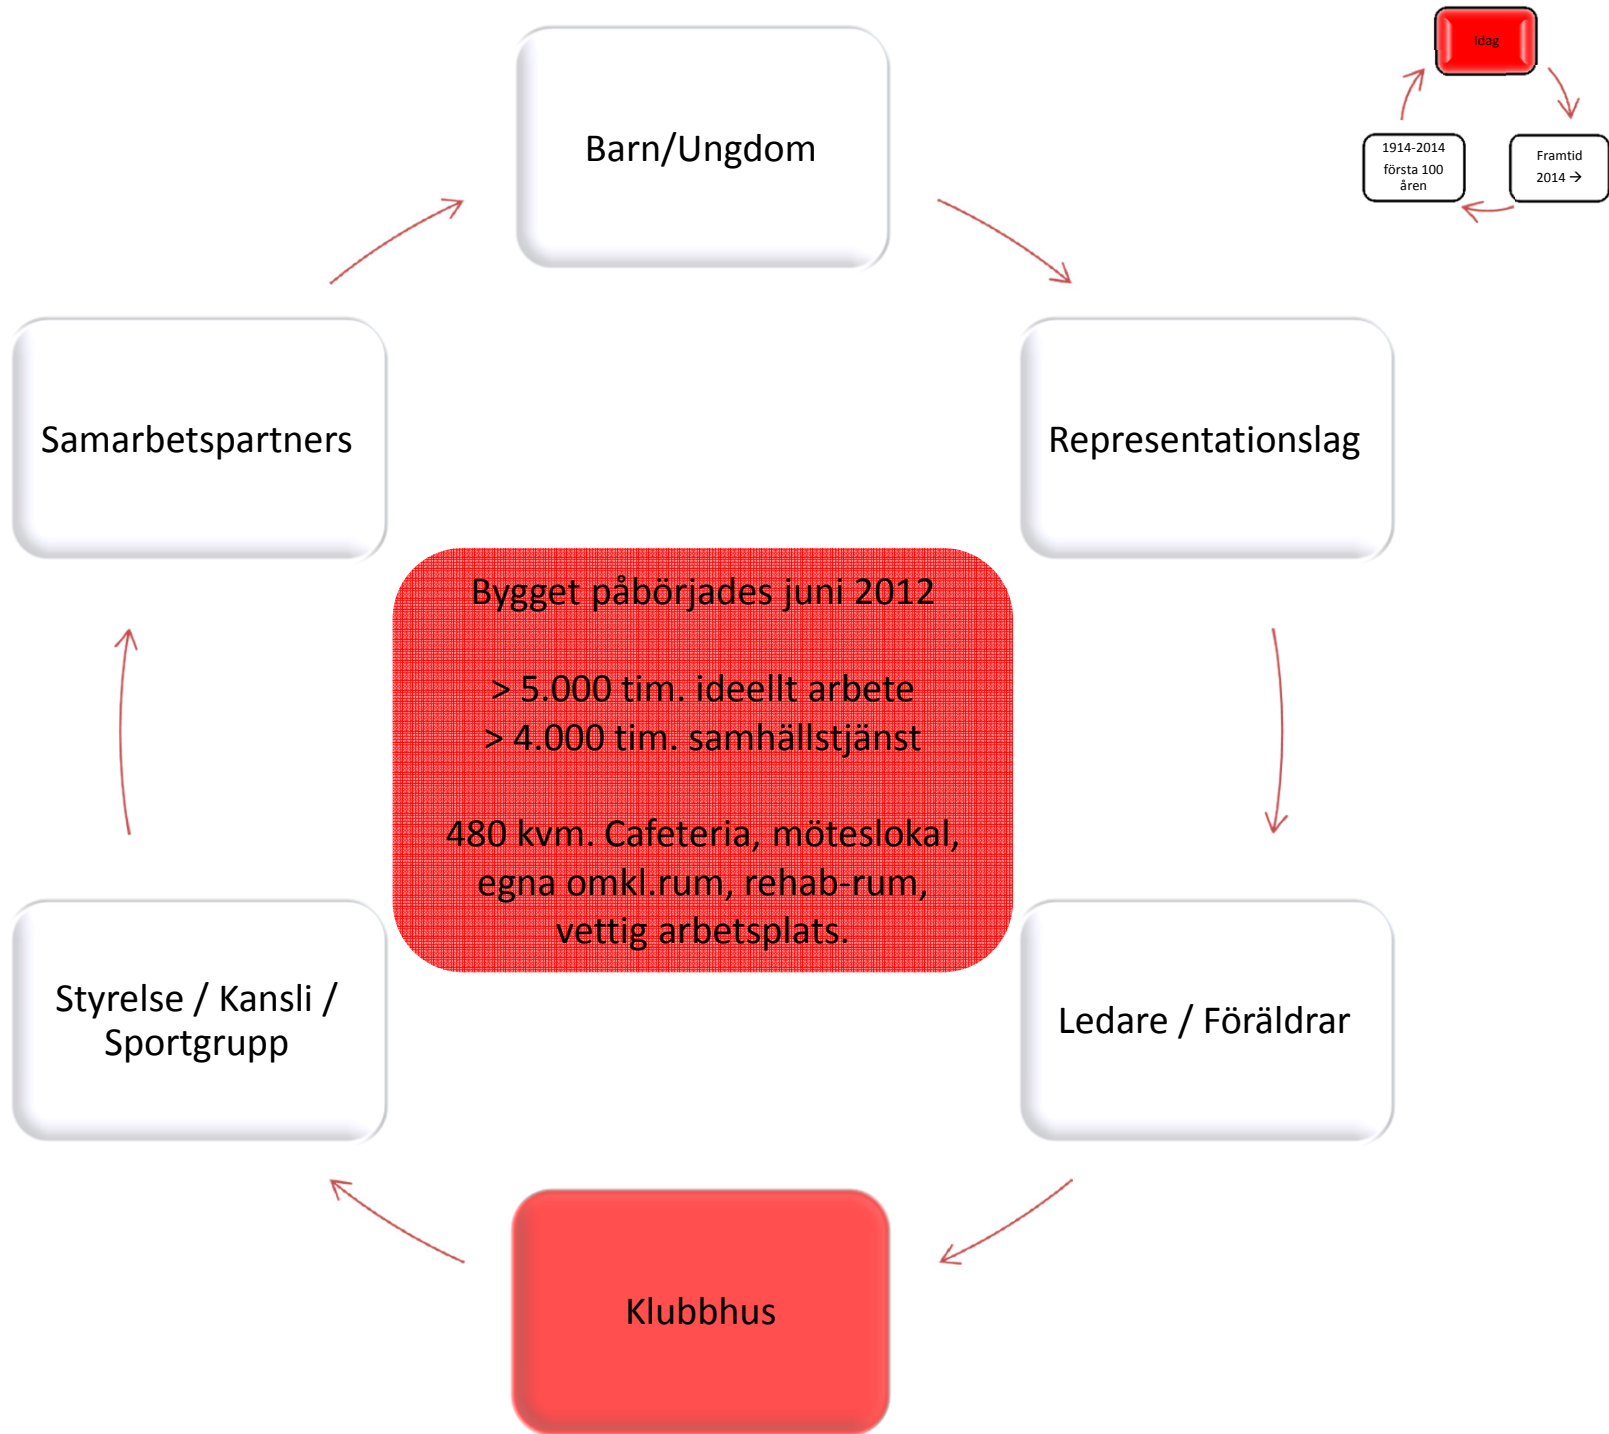 Idag
1914-2014
första 100
åren
Framtid
2014 →
Barn/Ungdom
Samarbetspartners
Representationslag
Bygget påbörjades juni 2012
> 5.000 tim. ideellt arbete
> 4.000 tim. samhällstjänst
480 kvm. Cafeteria, möteslokal,
egna omkl.rum, rehab-rum,
vettig arbetsplats.
Styrelse / Kansli /
Sportgrupp
Ledare / Föräldrar
Klubbhus